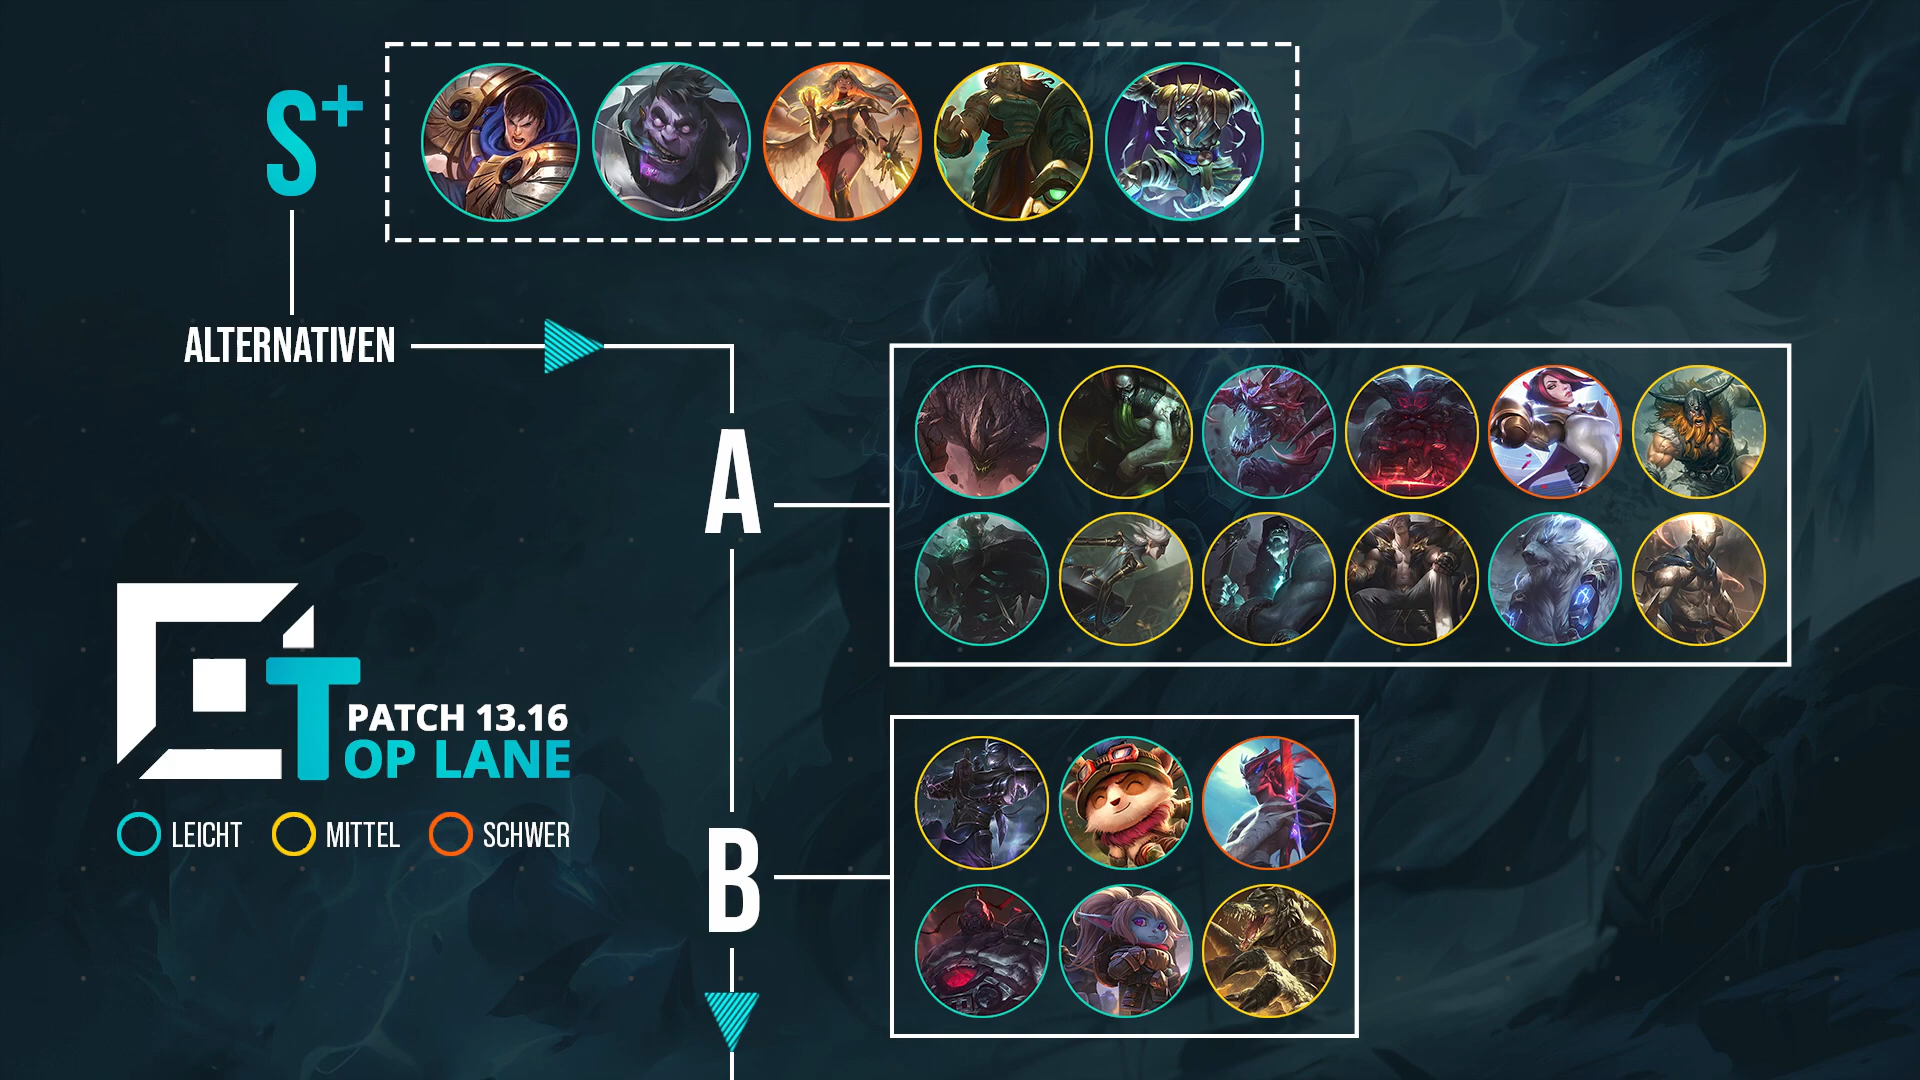 S+
ALTERNATIVEN
A
PATCH 13.16
TOP LANE
LEICHT MITTEL SCHWER
B